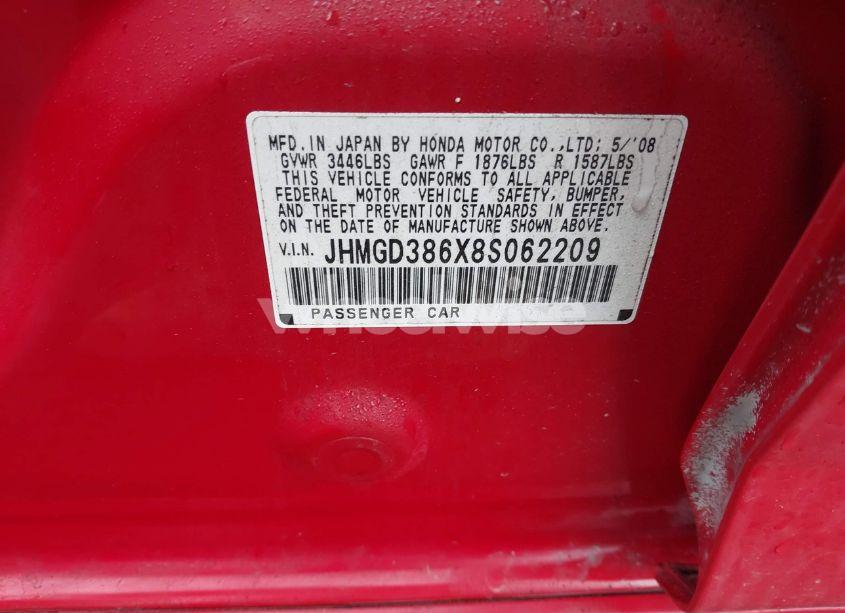 MFD. IN JAPAN BY HONDA MOTOR CO.,LTD; 5/'08
GVWR 3446LBS GAWR F 1876LBS R 1587LBS
THIS VEHICLE CONFORMS TO ALL APPLICABLE
FEDERAL MOTOR VEHICLE SAFETY, BUMPER,
AND THEFT PREVENTION STANDARDS IN EFFECT
ON THE DATE OF MANUFACTURE SHOWN ABOVE.
V.I.N. JHMGD386X8S062209
wheelwise
PASSENGER CAR